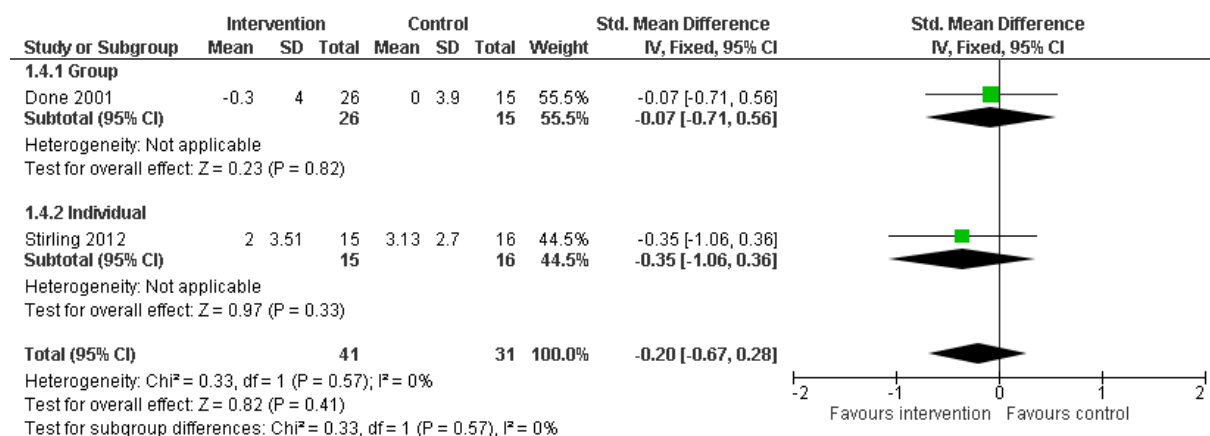 Intervention Control Std. Mean Difference Std. Mean Difference
Study or Subgroup Mean SD Total Mean SD Total Weight IV, Fixed, 95% CI IV, Fixed, 95% CI
1.4.1 Group
Done 2001 -0.3 4 26 0 3.9 15 55.5% -0.07 [-0.71, 0.56]
Subtotal (95% CI) 26 15 55.5% -0.07 [-0.71, 0.56]
Heterogeneity: Not applicable
Test for overall effect: Z = 0.23 (P = 0.82)
1.4.2 Individual
Stirling 2012 2 3.51 15 3.13 2.7 16 44.5% -0.35 [-1.06, 0.36]
Subtotal (95% CI) 15 16 44.5% -0.35 [-1.06, 0.36]
Heterogeneity: Not applicable
Test for overall effect: Z = 0.97 (P = 0.33)
Total (95% CI) 41 31 100.0% -0.20 [-0.67, 0.28]
Heterogeneity: Chi² = 0.33, df = 1 (P = 0.57); I² = 0%
Test for overall effect: Z = 0.82 (P = 0.41)
Test for subgroup differences: Chi² = 0.33, df = 1 (P = 0.57), I² = 0%
-2 -1 0 1 2
Favours intervention Favours control